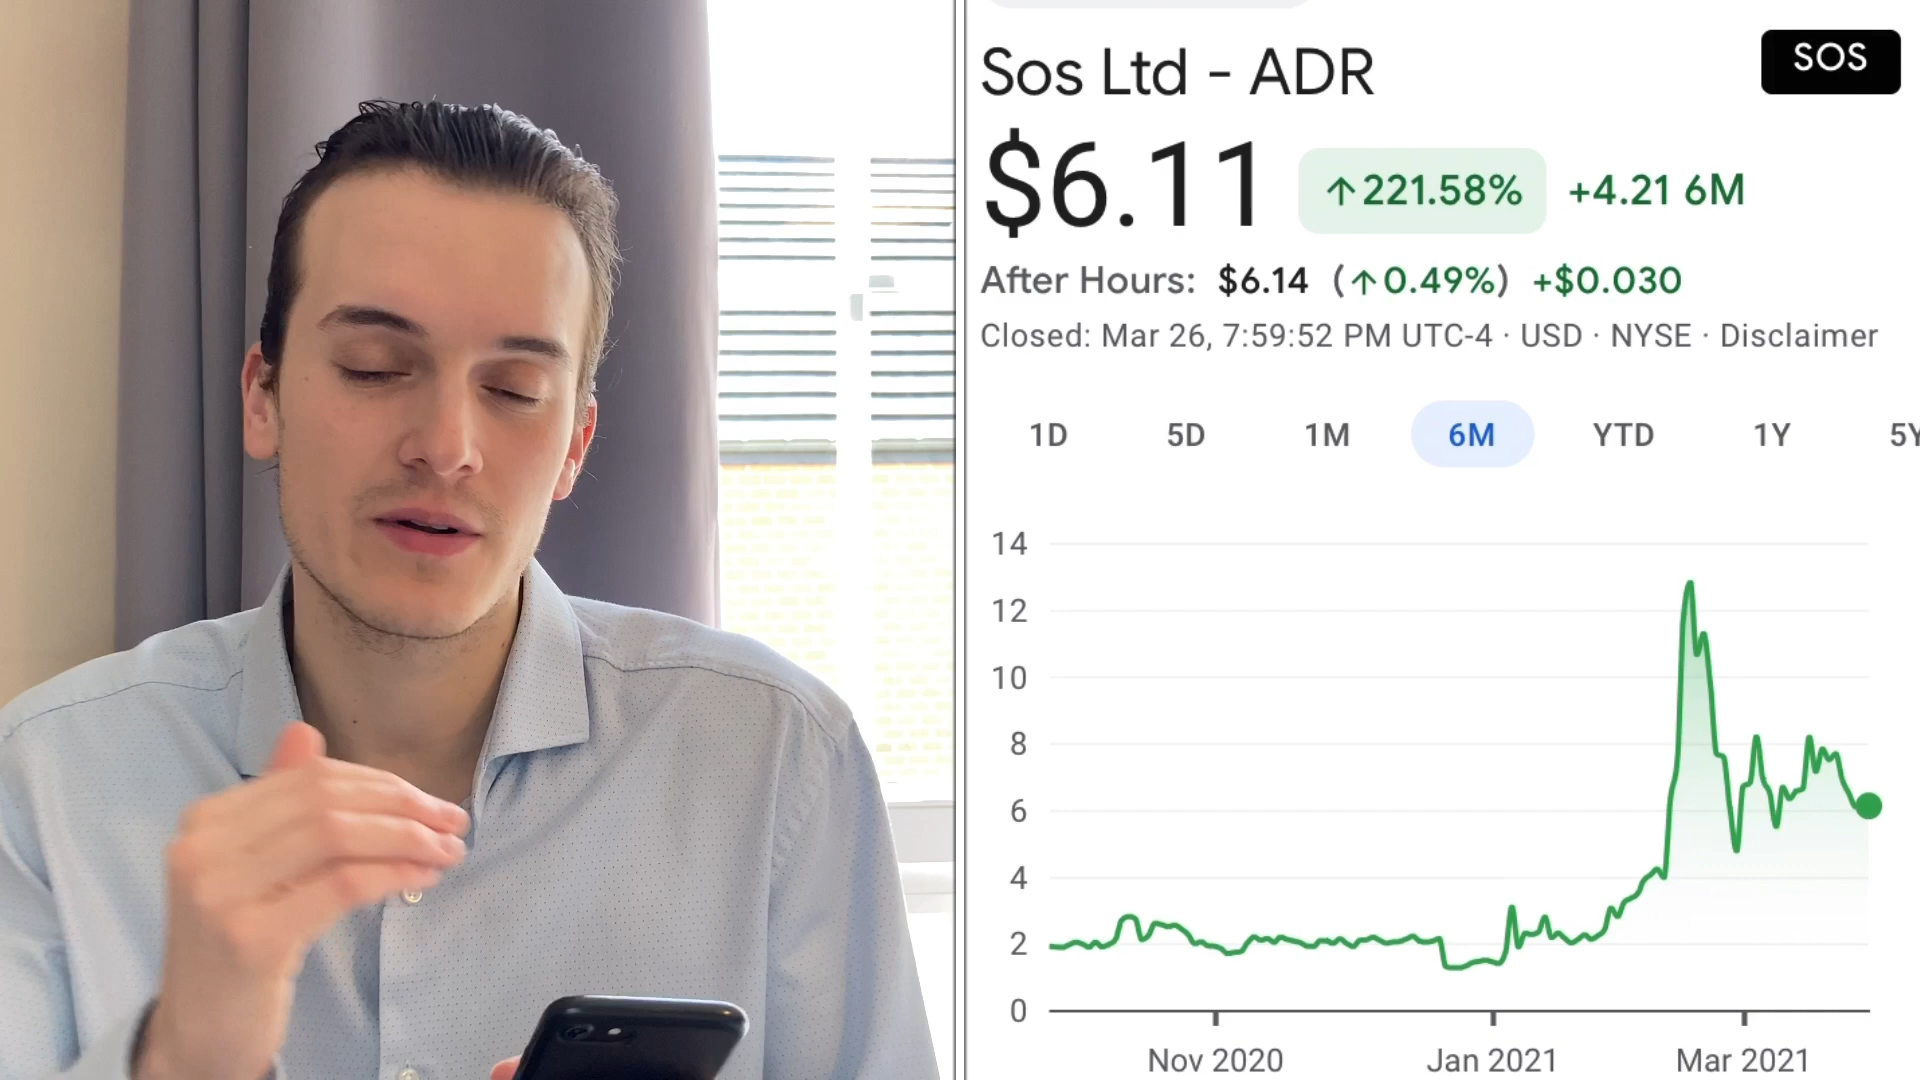 Sos Ltd - ADR
SOS
$6.11 ↑221.58% +4.21 6M
After Hours: $6.14 (↑0.49%) +$0.030
Closed: Mar 26, 7:59:52 PM UTC-4 · USD · NYSE · Disclaimer
1D 5D 1M 6M YTD 1Y 5Y
14
12
10
8
6
4
2
0
Nov 2020 Jan 2021 Mar 2021